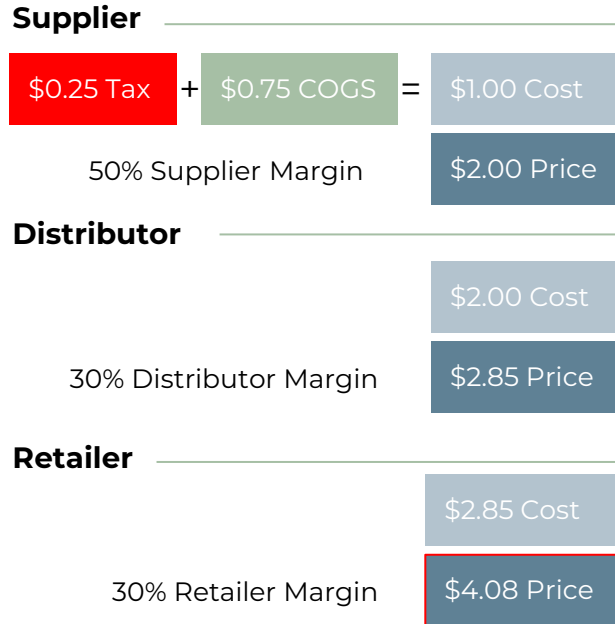 Supplier
$0.25 Tax + $0.75 COGS = $1.00 Cost
50% Supplier Margin $2.00 Price
Distributor
$2.00 Cost
30% Distributor Margin $2.85 Price
Retailer
$2.85 Cost
30% Retailer Margin $4.08 Price